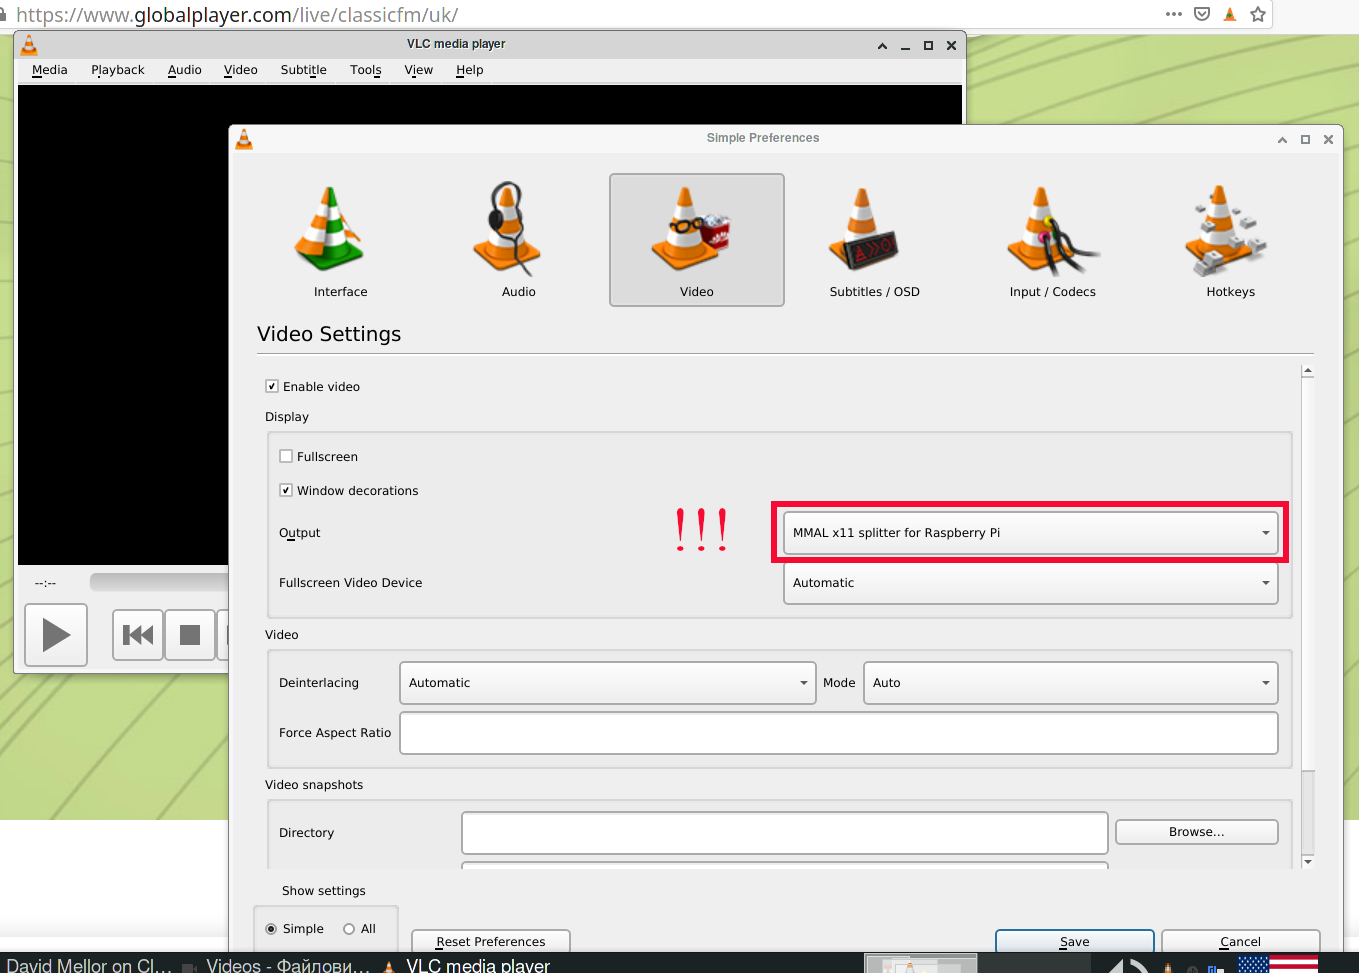 https://www.globalplayer.com/live/classicfm/uk/
VLC media player
Media Playback Audio Video Subtitle Tools View Help
Simple Preferences
Interface Audio Video Subtitles / OSD Input / Codecs Hotkeys
Video Settings
Enable video
Display
Fullscreen
Window decorations
Output !!! MMAL x11 splitter for Raspberry Pi
--:-- Fullscreen Video Device Automatic
Video
Deinterlacing Automatic Mode Auto
Force Aspect Ratio
Video snapshots
Directory Browse...
Show settings
Simple All
Reset Preferences Save Cancel
David Mellor on Cl... Videos - Файлови... VLC media player